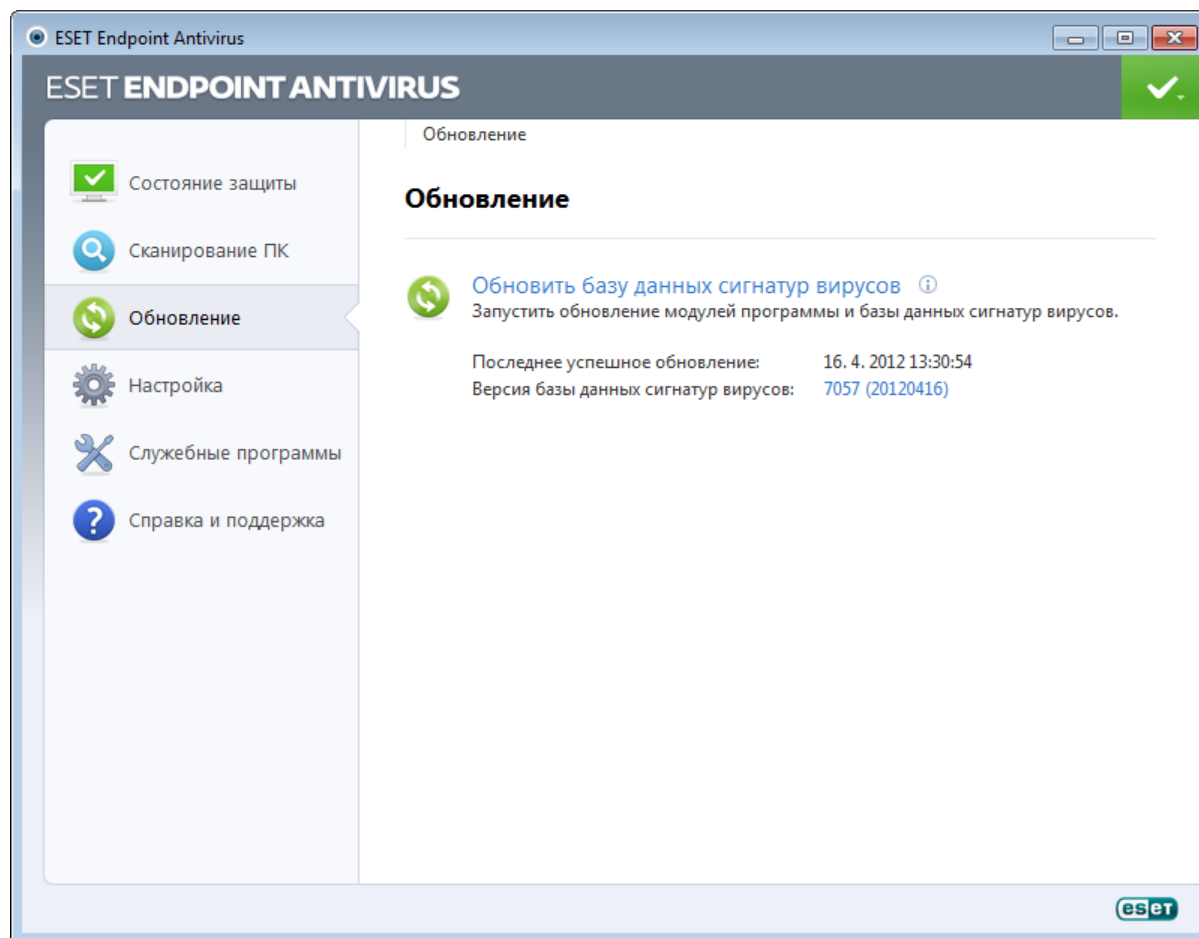 ESET Endpoint Antivirus
ESET ENDPOINT ANTIVIRUS
Состояние защиты
Сканирование ПК
Обновление
Настройка
Служебные программы
Справка и поддержка
Обновление
Обновление
Обновить базу данных сигнатур вирусов
Запустить обновление модулей программы и базы данных сигнатур вирусов.
Последнее успешное обновление: 16. 4. 2012 13:30:54
Версия базы данных сигнатур вирусов: 7057 (20120416)
eset